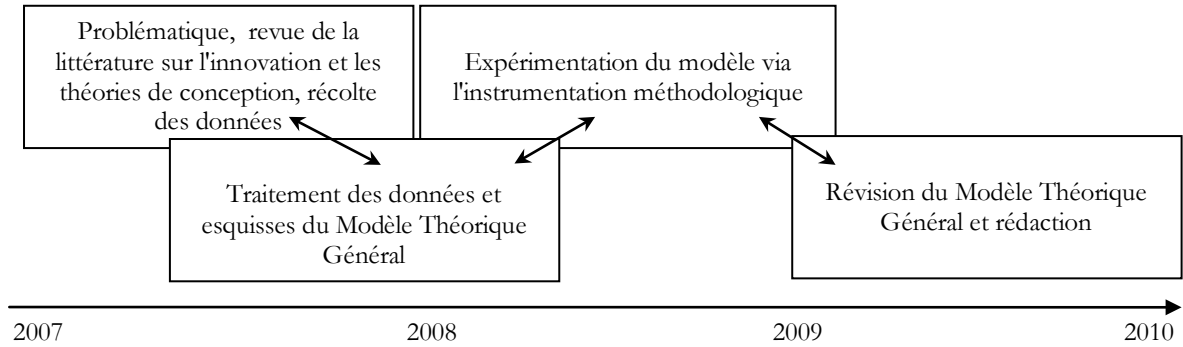 Problématique, revue de la
littérature sur l'innovation et les
théories de conception, récolte
des données
Expérimentation du modèle via
l'instrumentation méthodologique
Traitement des données et
esquisses du Modèle Théorique
Général
Révision du Modèle Théorique
Général et rédaction
2007
2008
2009
2010